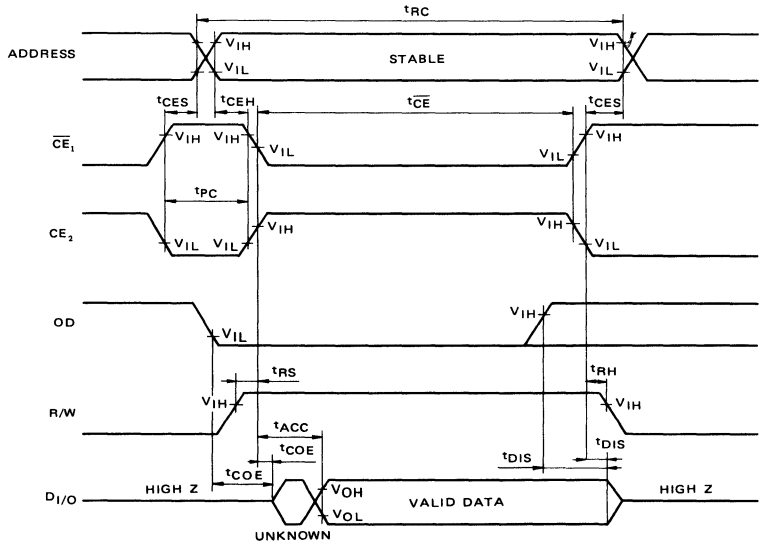 tRC
ADDRESS
VIH
VIL
STABLE
VIH
VIL
tCES
tCEH
tCE
tCES
CE1
VIH
VIH
VIL
VIL
VIH
tPC
CE2
VIL
VIL
VIH
VIH
VIL
OD
VIL
VIH
tRS
tRH
R/W
VIH
VIH
tACC
tCOE
tCOE
tDIS
tDIS
DI/O
HIGH Z
VOH
VOL
VALID DATA
HIGH Z
UNKNOWN